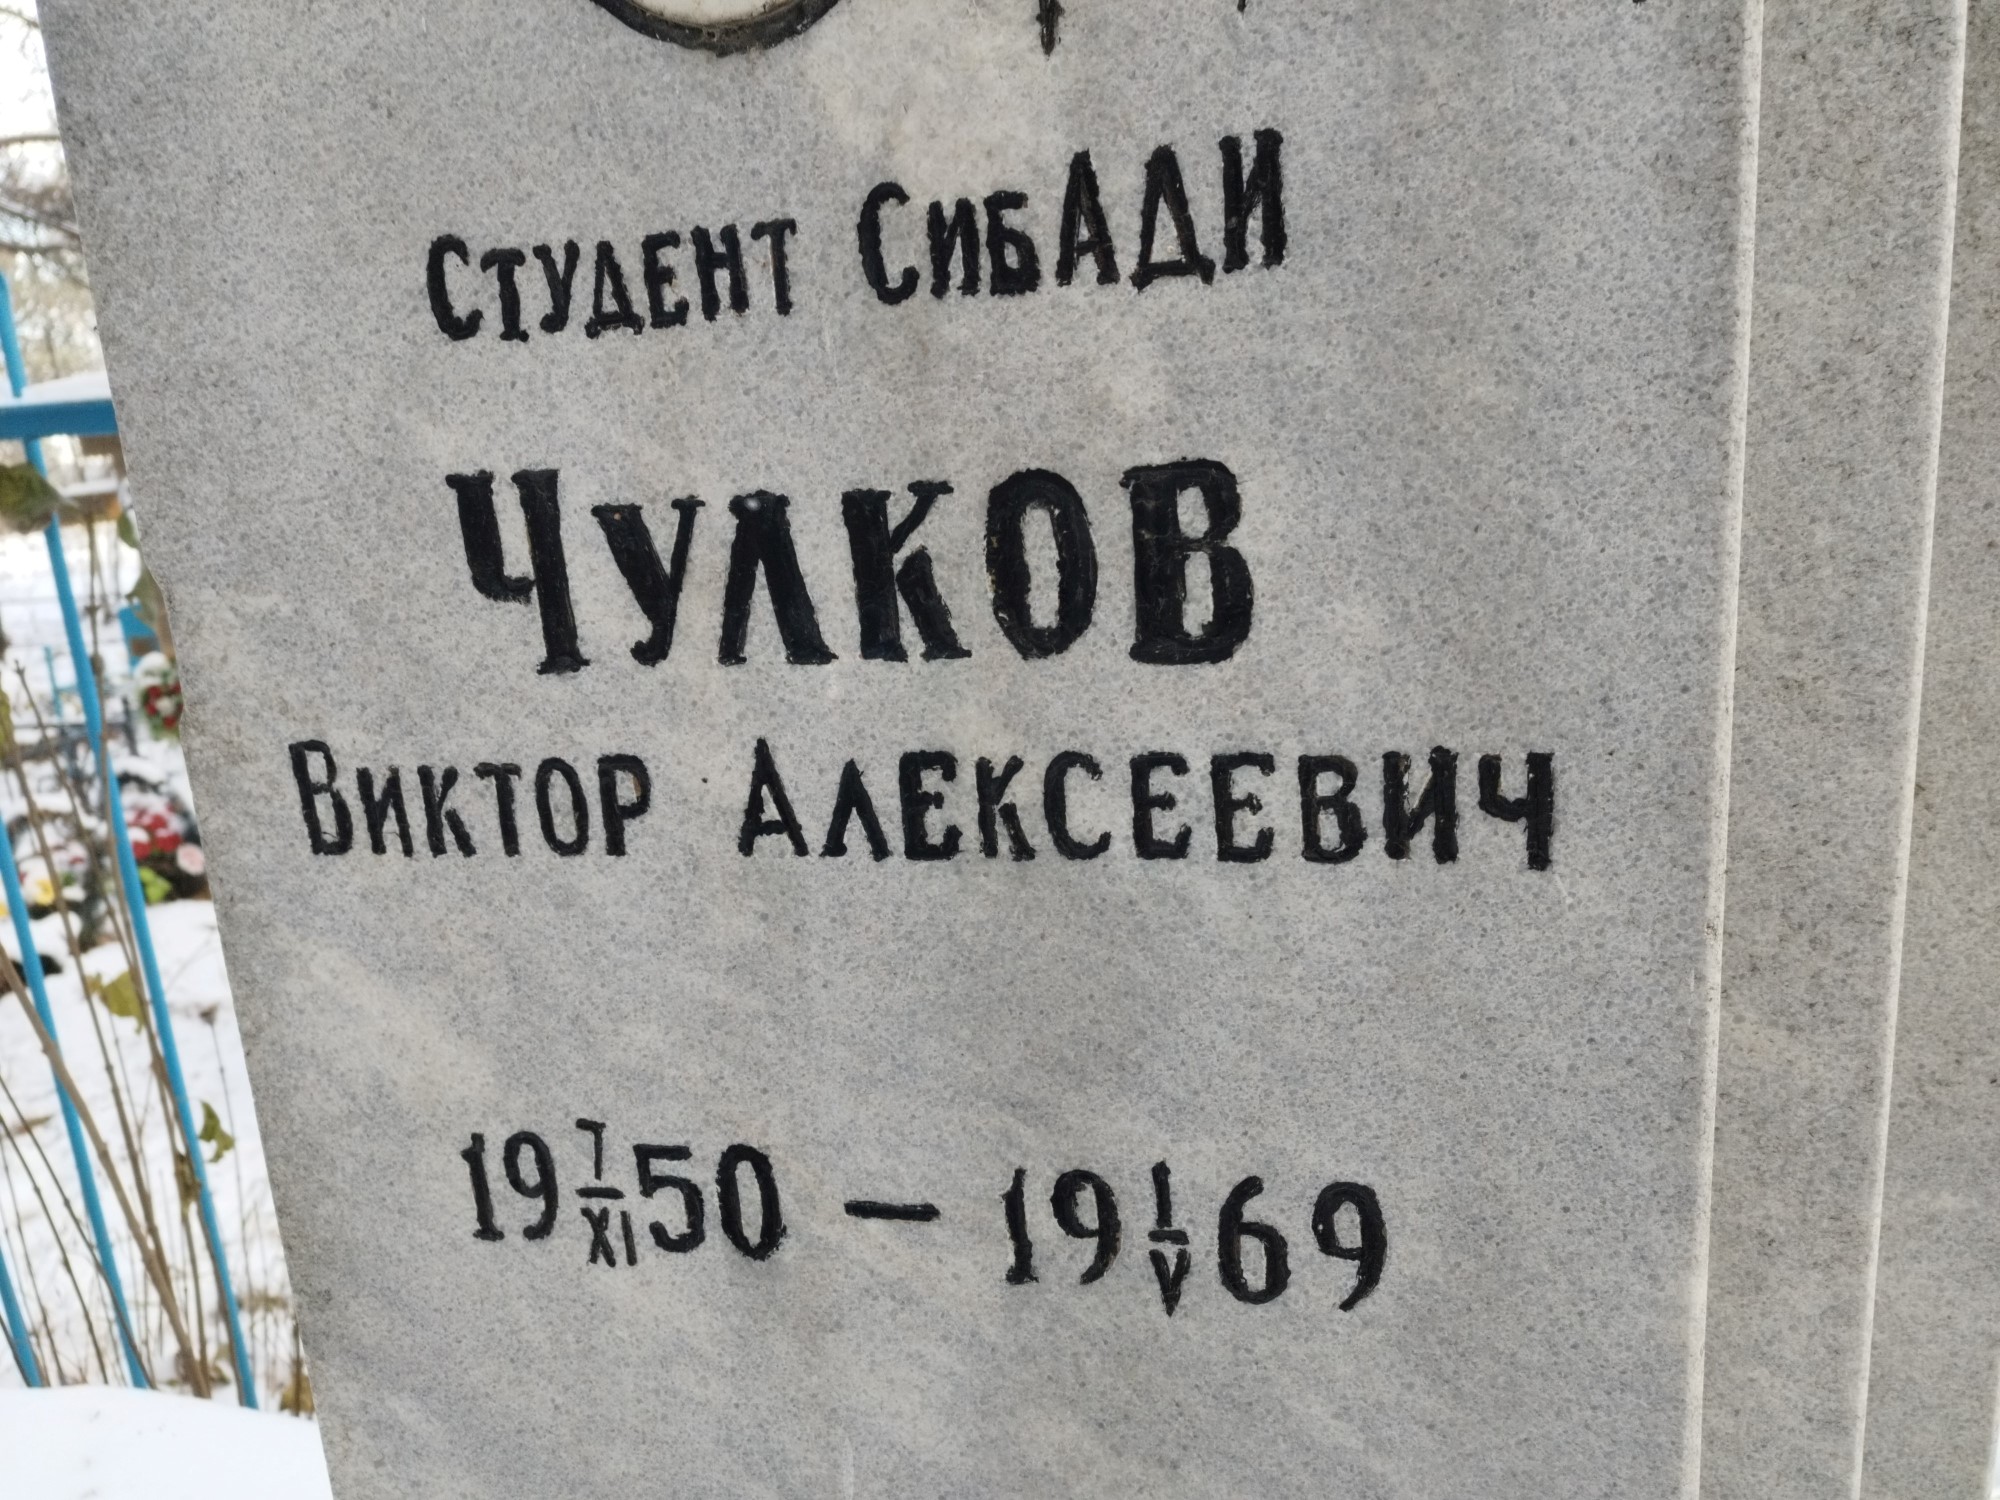 Студент СибАДИ
Чулков
Виктор Алексеевич
19 7/XI 50 — 19 1/V 69